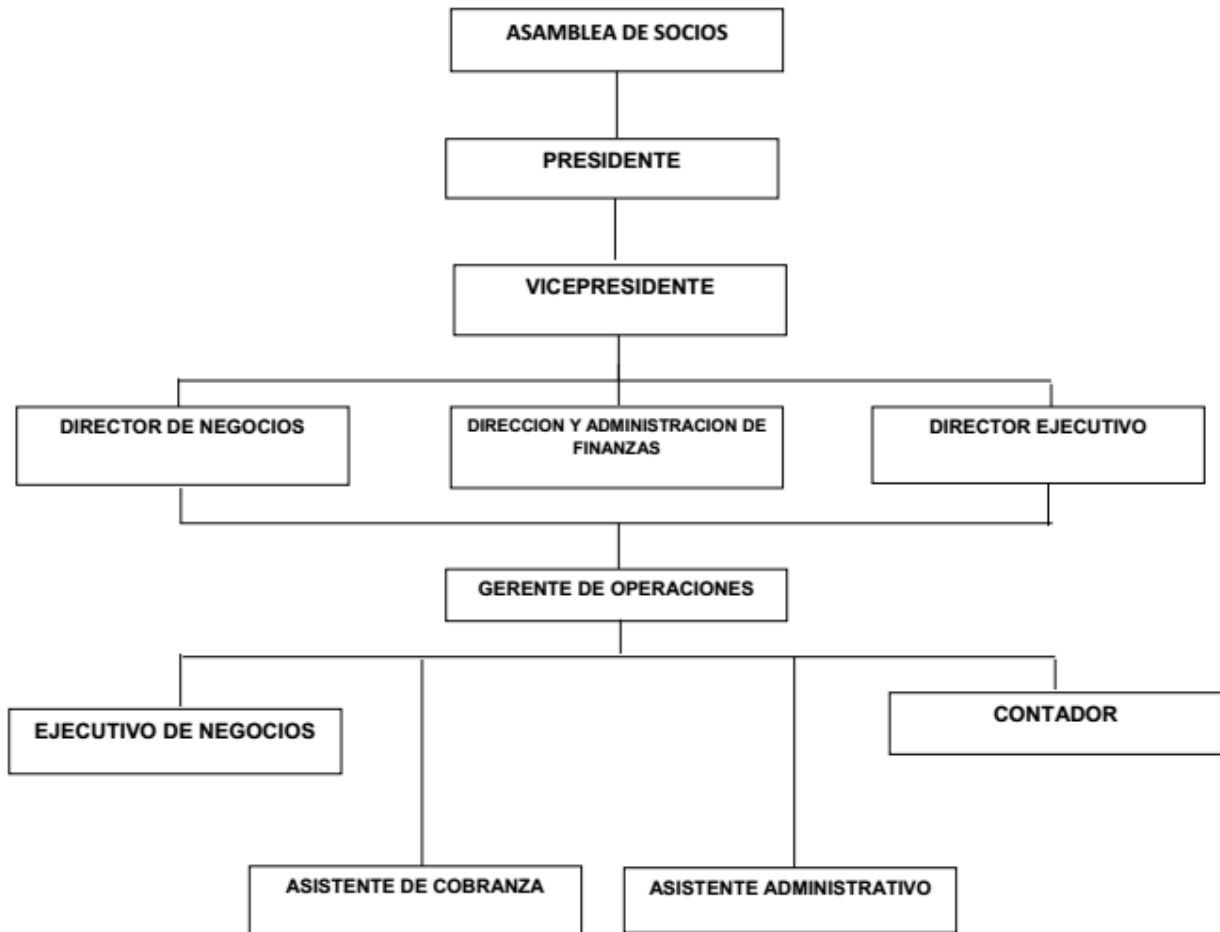 ASAMBLEA DE SOCIOS
PRESIDENTE
VICEPRESIDENTE
DIRECTOR DE NEGOCIOS
DIRECCION Y ADMINISTRACION DE
FINANZAS
DIRECTOR EJECUTIVO
GERENTE DE OPERACIONES
EJECUTIVO DE NEGOCIOS
CONTADOR
ASISTENTE DE COBRANZA
ASISTENTE ADMINISTRATIVO